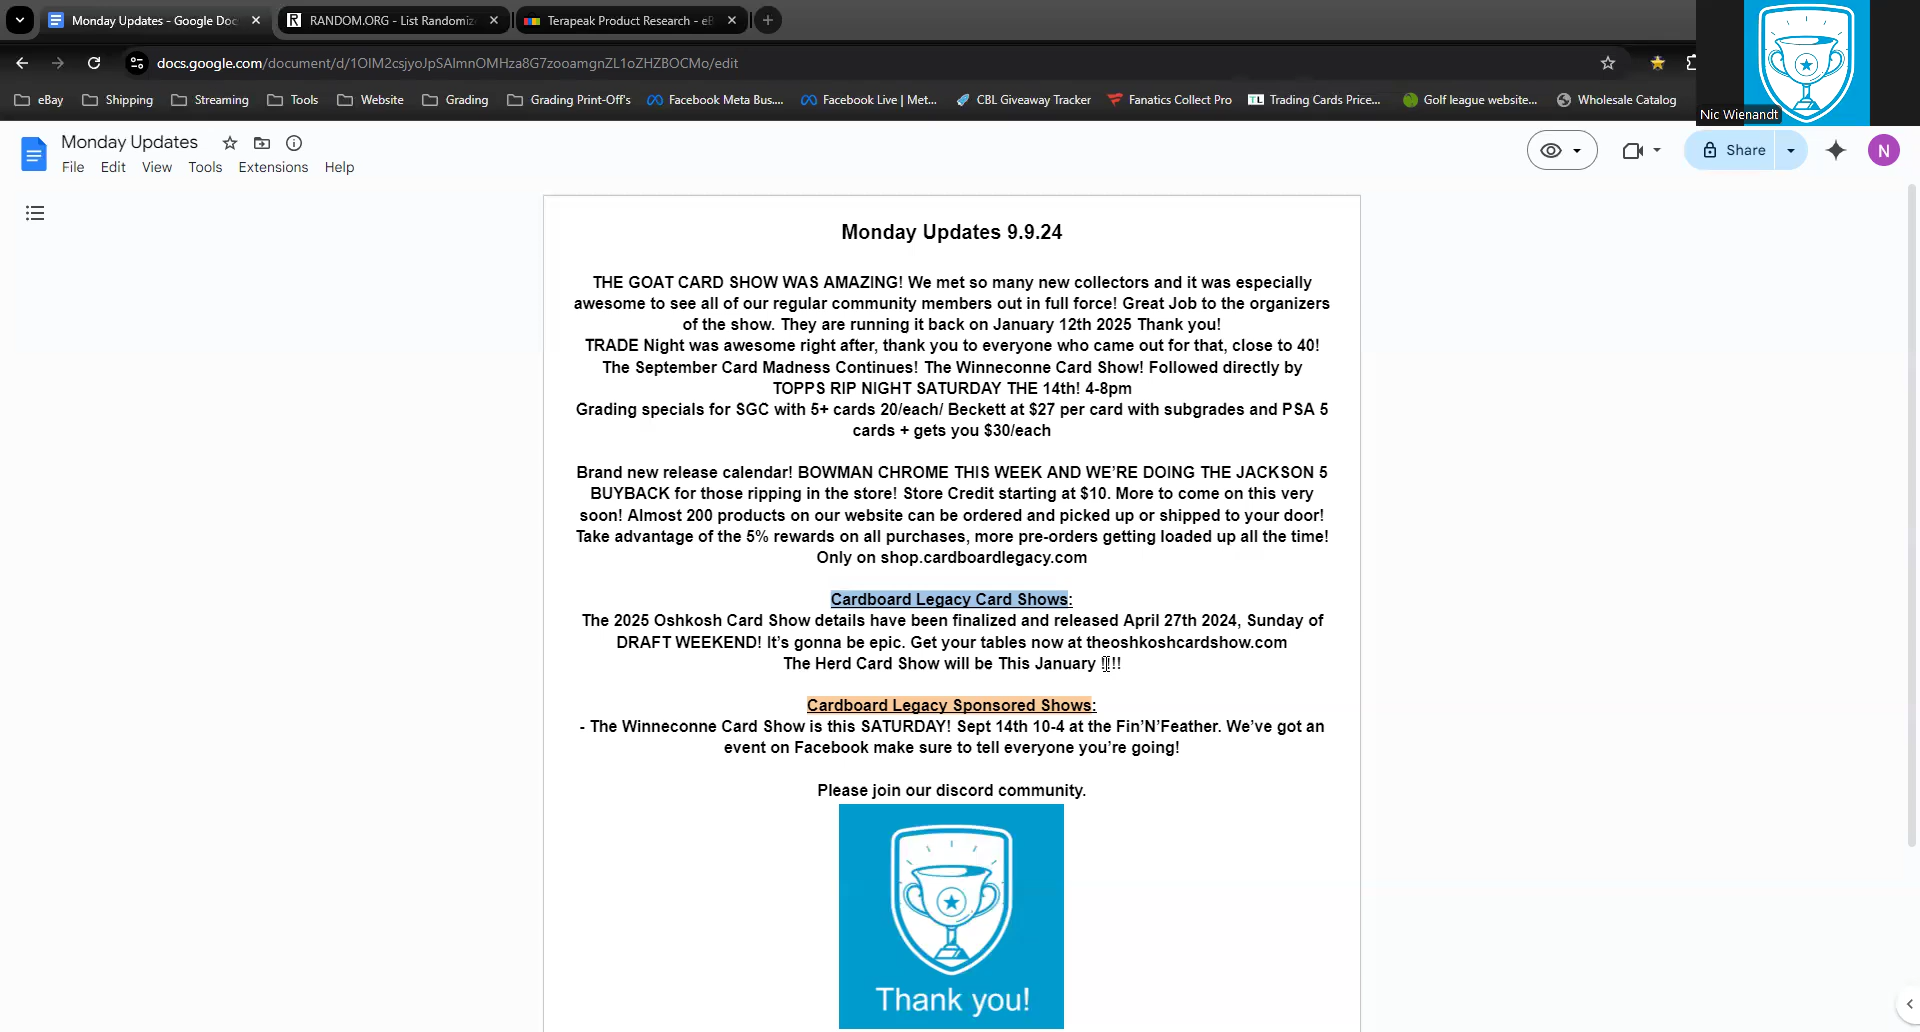 Monday Updates - Google Doc
RANDOM.ORG - List Randomiz
Terapeak Product Research - eB
docs.google.com/document/d/1OIM2csjyoJpSAlmnOMHza8G7zooamgnZL1oZHZBOCMo/edit
eBay
Shipping
Streaming
Tools
Website
Grading
Grading Print-Off's
Facebook Meta Bus....
Facebook Live | Met...
CBL Giveaway Tracker
Fanatics Collect Pro
Trading Cards Price...
Golf league website...
Wholesale Catalog
Nic Wienandt
Monday Updates
File Edit View Tools Extensions Help
Share
N
Monday Updates 9.9.24
THE GOAT CARD SHOW WAS AMAZING! We met so many new collectors and it was especially
awesome to see all of our regular community members out in full force! Great Job to the organizers
of the show. They are running it back on January 12th 2025 Thank you!
TRADE Night was awesome right after, thank you to everyone who came out for that, close to 40!
The September Card Madness Continues! The Winneconne Card Show! Followed directly by
TOPPS RIP NIGHT SATURDAY THE 14th! 4-8pm
Grading specials for SGC with 5+ cards 20/each/ Beckett at $27 per card with subgrades and PSA 5
cards + gets you $30/each
Brand new release calendar! BOWMAN CHROME THIS WEEK AND WE’RE DOING THE JACKSON 5
BUYBACK for those ripping in the store! Store Credit starting at $10. More to come on this very
soon! Almost 200 products on our website can be ordered and picked up or shipped to your door!
Take advantage of the 5% rewards on all purchases, more pre-orders getting loaded up all the time!
Only on shop.cardboardlegacy.com
Cardboard Legacy Card Shows:
The 2025 Oshkosh Card Show details have been finalized and released April 27th 2024, Sunday of
DRAFT WEEKEND! It’s gonna be epic. Get your tables now at theoshkoshcardshow.com
The Herd Card Show will be This January !!!!
Cardboard Legacy Sponsored Shows:
- The Winneconne Card Show is this SATURDAY! Sept 14th 10-4 at the Fin’N’Feather. We’ve got an
event on Facebook make sure to tell everyone you’re going!
Please join our discord community.
Thank you!